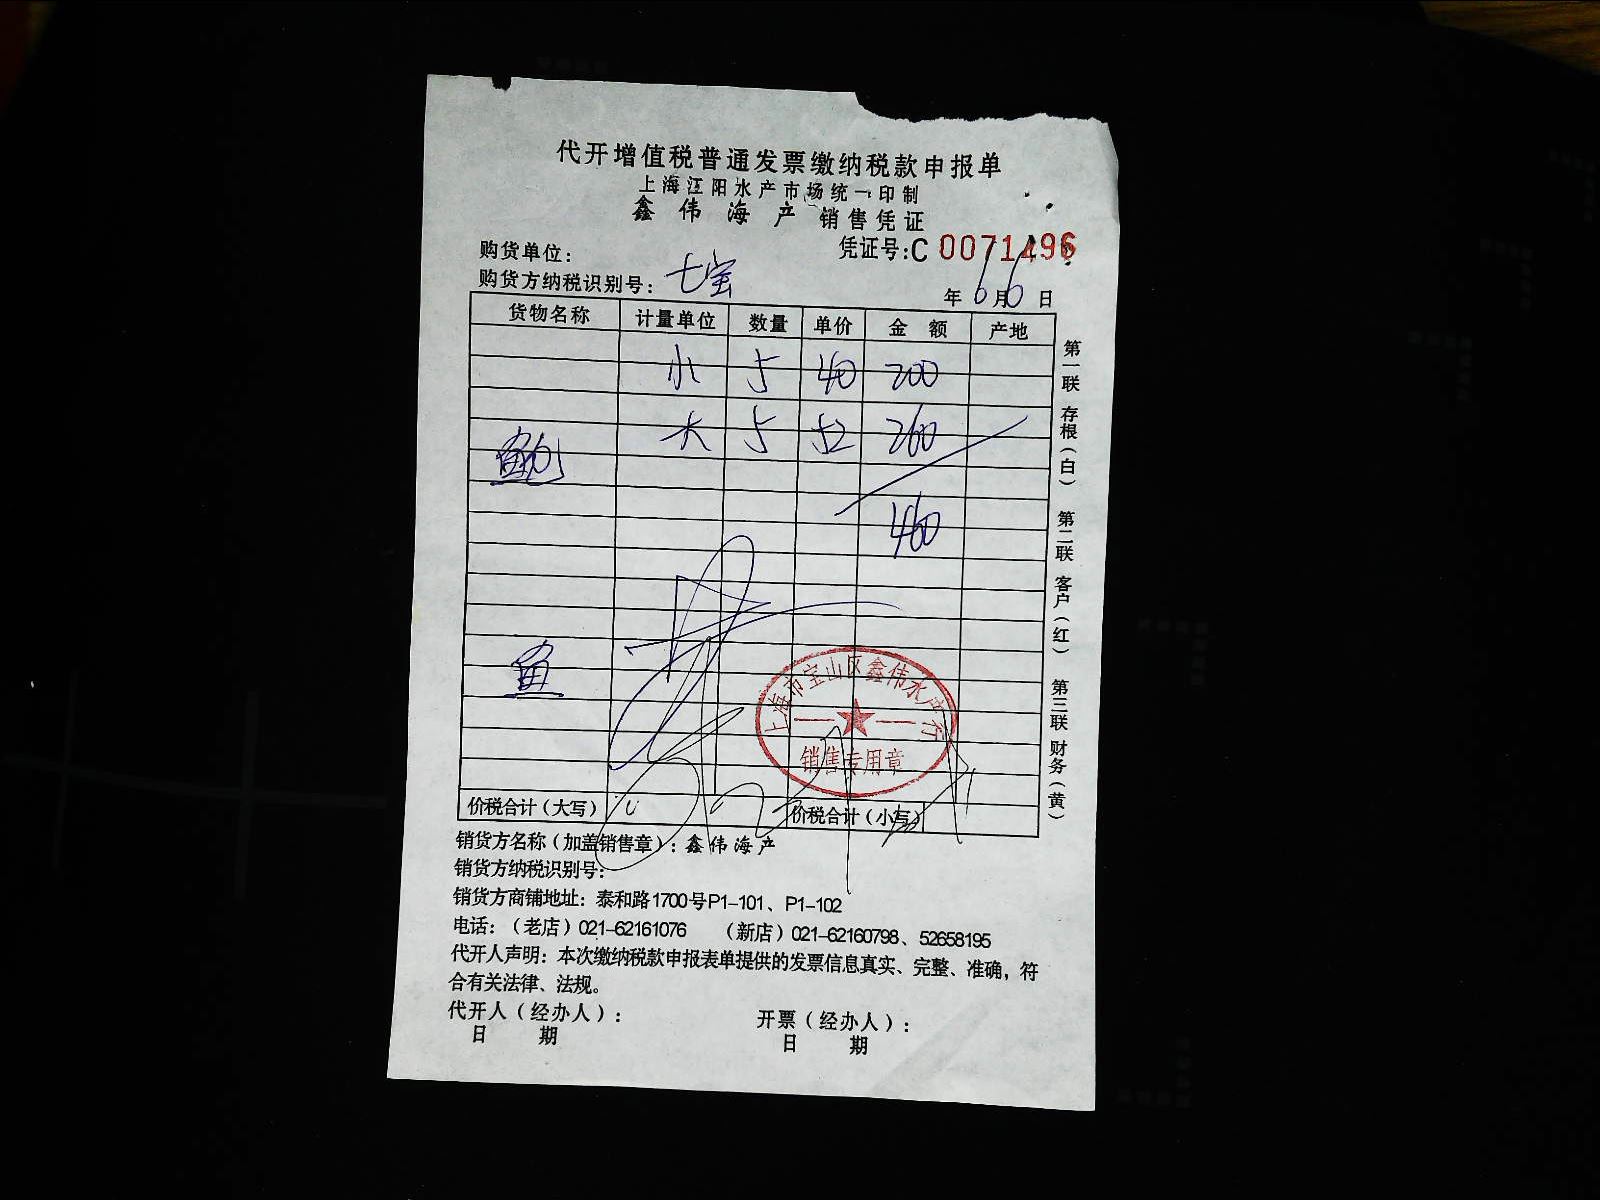 代开增值税普通发票缴纳税款申报单
上海江阳水产市场统一印制
鑫伟海产 销售凭证
购货单位：
凭证号:C 0071496
购货方纳税识别号： 七宝
年 6月6日
货物名称 计量单位 数量 单价 金 额 产地
小 5 40 200
大 5 52 260
鲍
460
鱼
上海市宝山区鑫伟水产行
销售专用章
价税合计（大写） 价税合计（小写）
第一联 存根（白） 第二联 客户（红） 第三联 财务（黄）
销货方名称（加盖销售章）：鑫伟海产
销货方纳税识别号：
销货方商铺地址：泰和路1700号P1-101、P1-102
电话：（老店）021-62161076 （新店）021-62160798、52658195
代开人声明：本次缴纳税款申报表单提供的发票信息真实、完整、准确，符
合有关法律、法规。
代开人（经办人）： 开票（经办人）：
日 期 日 期